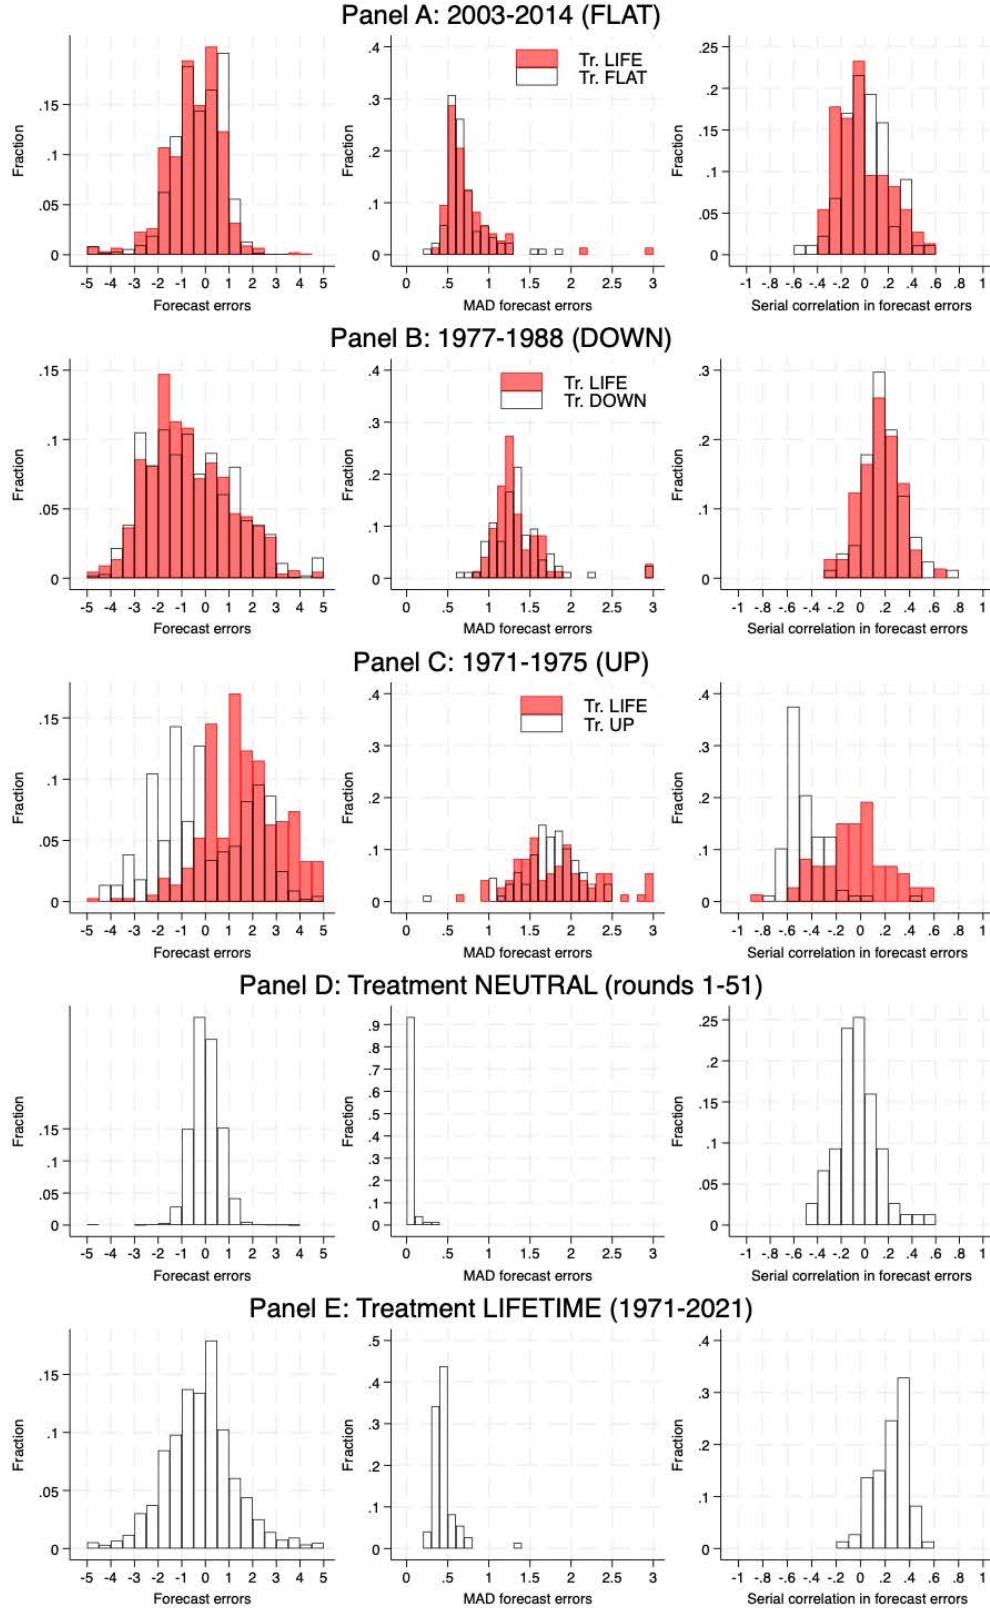 Panel A: 2003-2014 (FLAT)
Fraction
.15
.1
.05
0
-5 -4 -3 -2 -1 0 1 2 3 4 5
Forecast errors
Fraction
.4
.3
.2
.1
0
0 .5 1 1.5 2 2.5 3
MAD forecast errors
Tr. LIFE
Tr. FLAT
Fraction
.25
.2
.15
.1
.05
0
-1 -.8 -.6 -.4 -.2 0 .2 .4 .6 .8 1
Serial correlation in forecast errors
Panel B: 1977-1988 (DOWN)
Fraction
.15
.1
.05
0
-5 -4 -3 -2 -1 0 1 2 3 4 5
Forecast errors
Fraction
.4
.3
.2
.1
0
0 .5 1 1.5 2 2.5 3
MAD forecast errors
Tr. LIFE
Tr. DOWN
Fraction
.3
.2
.1
0
-1 -.8 -.6 -.4 -.2 0 .2 .4 .6 .8 1
Serial correlation in forecast errors
Panel C: 1971-1975 (UP)
Fraction
.15
.1
.05
0
-5 -4 -3 -2 -1 0 1 2 3 4 5
Forecast errors
Fraction
.4
.3
.2
.1
0
0 .5 1 1.5 2 2.5 3
MAD forecast errors
Tr. LIFE
Tr. UP
Fraction
.4
.3
.2
.1
0
-1 -.8 -.6 -.4 -.2 0 .2 .4 .6 .8 1
Serial correlation in forecast errors
Panel D: Treatment NEUTRAL (rounds 1-51)
Fraction
.15
.1
.05
0
-5 -4 -3 -2 -1 0 1 2 3 4 5
Forecast errors
Fraction
.9
.8
.7
.6
.5
.4
.3
.2
.1
0
0 .5 1 1.5 2 2.5 3
MAD forecast errors
Fraction
.25
.2
.15
.1
.05
0
-1 -.8 -.6 -.4 -.2 0 .2 .4 .6 .8 1
Serial correlation in forecast errors
Panel E: Treatment LIFETIME (1971-2021)
Fraction
.15
.1
.05
0
-5 -4 -3 -2 -1 0 1 2 3 4 5
Forecast errors
Fraction
.5
.4
.3
.2
.1
0
0 .5 1 1.5 2 2.5 3
MAD forecast errors
Fraction
.4
.3
.2
.1
0
-1 -.8 -.6 -.4 -.2 0 .2 .4 .6 .8 1
Serial correlation in forecast errors